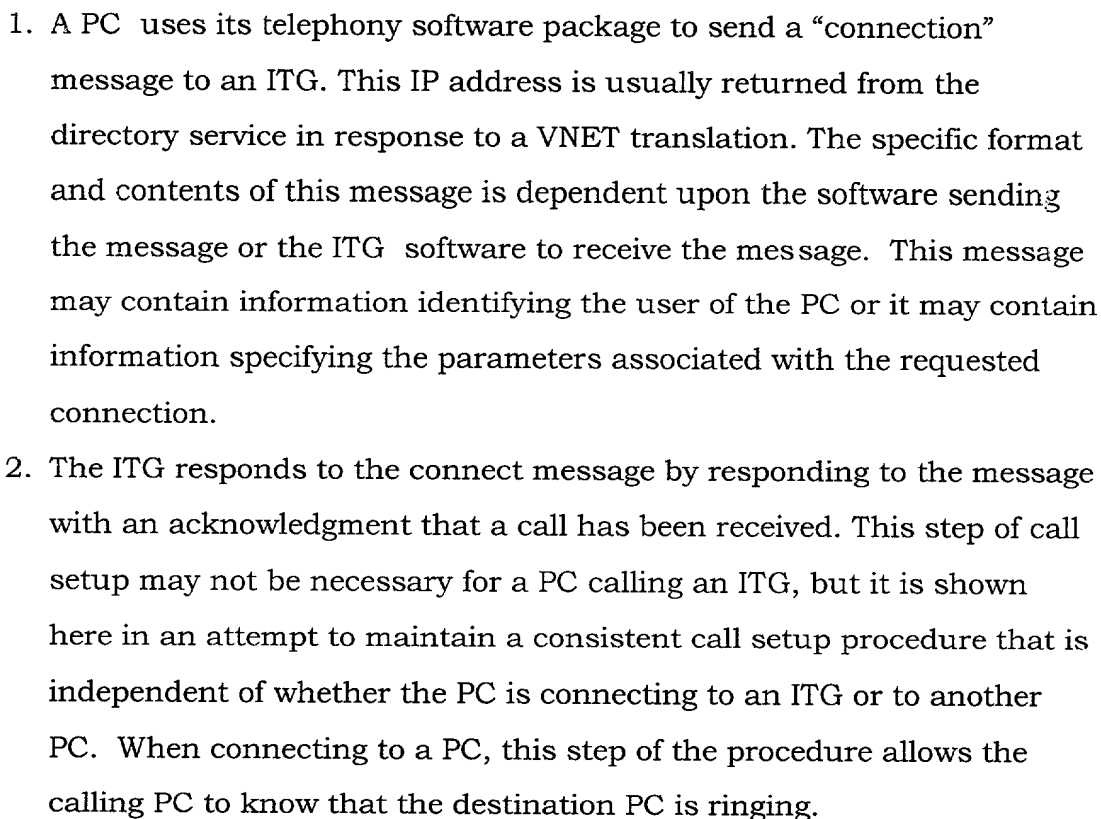 1. A PC uses its telephony software package to send a “connection”
message to an ITG. This IP address is usually returned from the
directory service in response to a VNET translation. The specific format
and contents of this message is dependent upon the software sending
the message or the ITG software to receive the message. This message
may contain information identifying the user of the PC or it may contain
information specifying the parameters associated with the requested
connection.
2. The ITG responds to the connect message by responding to the message
with an acknowledgment that a call has been received. This step of call
setup may not be necessary for a PC calling an ITG, but it is shown
here in an attempt to maintain a consistent call setup procedure that is
independent of whether the PC is connecting to an ITG or to another
PC. When connecting to a PC, this step of the procedure allows the
calling PC to know that the destination PC is ringing.